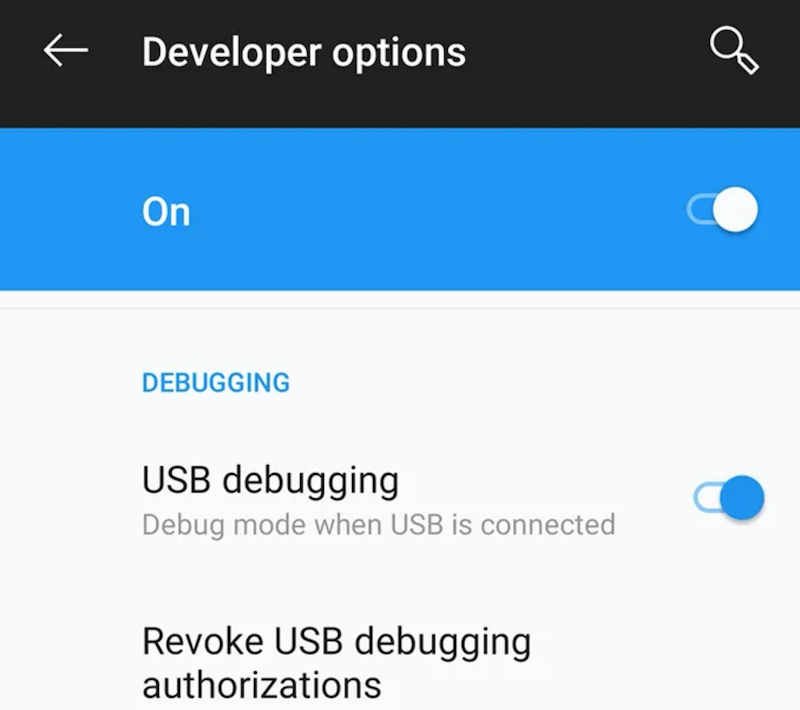 Developer options
On
DEBUGGING
USB debugging
Debug mode when USB is connected
Revoke USB debugging
authorizations